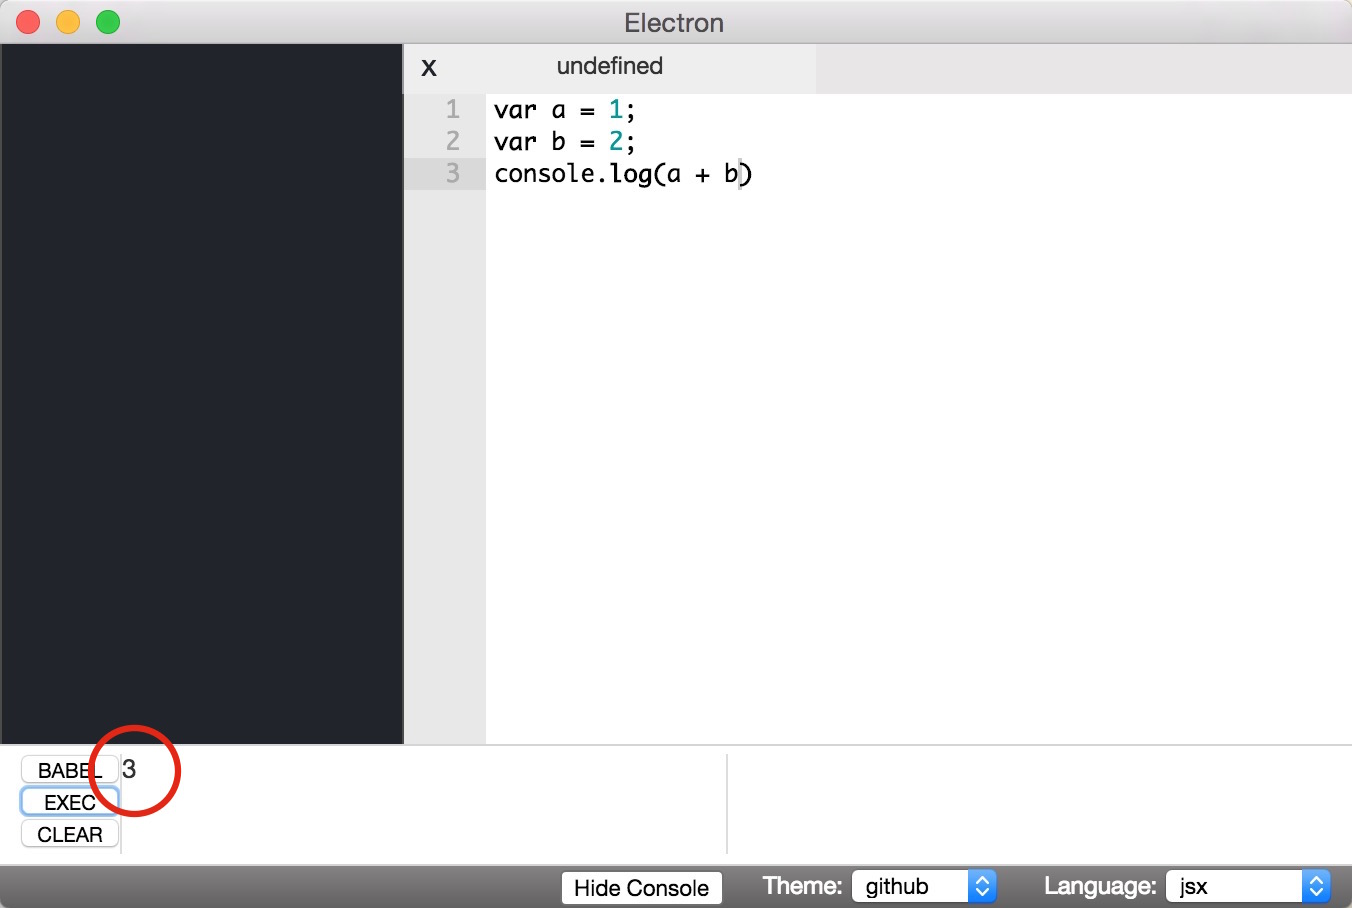 Electron
X undefined
1 var a = 1;
2 var b = 2;
3 console.log(a + b)
BABEL 3
EXEC
CLEAR
Hide Console Theme: github Language: jsx